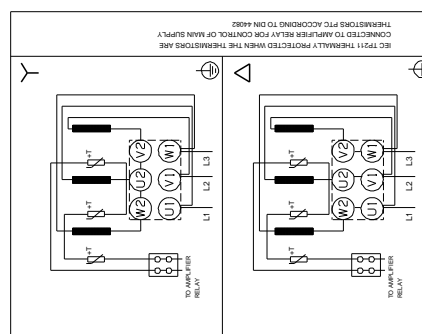 IEC TP211 THERMALLY PROTECTED WHEN THE THERMISTORS ARE
CONNECTED TO AMPLIFIER RELAY FOR CONTROL OF MAIN SUPPLY
THERMISTORS PTC ACCORDING TO DIN 44082
V2 W1
U2 V1
W2 U1
L3
L2
L1
+T
+T
+T
TO AMPLIFIER
RELAY
V2 W1
U2 V1
W2 U1
L3
L2
L1
+T
+T
+T
TO AMPLIFIER
RELAY